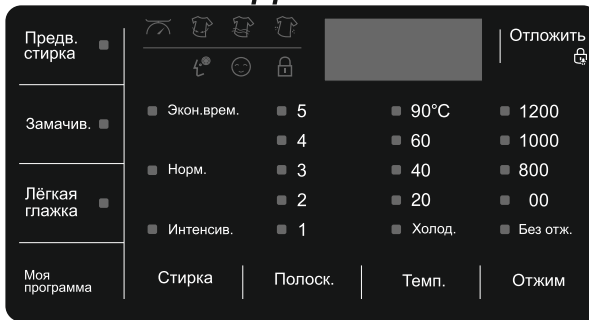 Предв.
стирка
Отложить
Замачив.
Экон.врем.
5
90°C
1200
4
60
1000
Норм.
3
40
800
Лёгкая
глажка
2
20
00
Интенсив.
1
Холод.
Без отж.
Моя
программа
Стирка
Полоск.
Темп.
Отжим